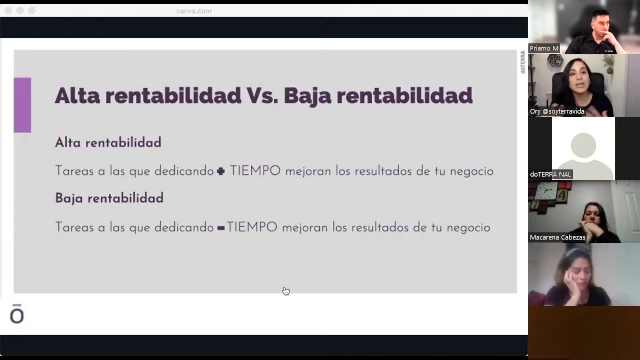 canva.com
dōTERRA
Alta rentabilidad Vs. Baja rentabilidad
Alta rentabilidad
Tareas a las que dedicando + TIEMPO mejoran los resultados de tu negocio
Baja rentabilidad
Tareas a las que dedicando - TIEMPO mejoran los resultados de tu negocio
Priamo M
Ory @soyterravida
doTERRA NAL
Macarena Cabezas